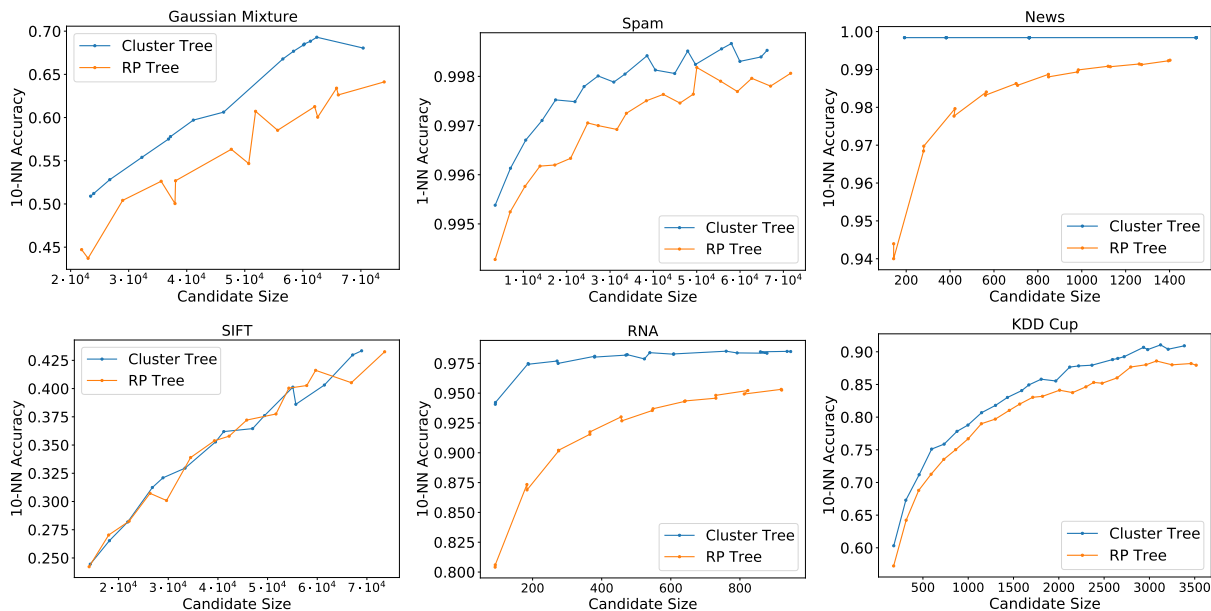 Gaussian Mixture
10-NN Accuracy
0.70
0.65
0.60
0.55
0.50
0.45
Cluster Tree
RP Tree
2·10⁴ 3·10⁴ 4·10⁴ 5·10⁴ 6·10⁴ 7·10⁴
Candidate Size
Spam
1-NN Accuracy
0.998
0.997
0.996
0.995
Cluster Tree
RP Tree
1·10⁴ 2·10⁴ 3·10⁴ 4·10⁴ 5·10⁴ 6·10⁴ 7·10⁴
Candidate Size
News
10-NN Accuracy
1.00
0.99
0.98
0.97
0.96
0.95
0.94
Cluster Tree
RP Tree
200 400 600 800 1000 1200 1400
Candidate Size
SIFT
10-NN Accuracy
0.425
0.400
0.375
0.350
0.325
0.300
0.275
0.250
Cluster Tree
RP Tree
2·10⁴ 3·10⁴ 4·10⁴ 5·10⁴ 6·10⁴ 7·10⁴
Candidate Size
RNA
10-NN Accuracy
0.975
0.950
0.925
0.900
0.875
0.850
0.825
0.800
Cluster Tree
RP Tree
200 400 600 800
Candidate Size
KDD Cup
10-NN Accuracy
0.90
0.85
0.80
0.75
0.70
0.65
0.60
Cluster Tree
RP Tree
500 1000 1500 2000 2500 3000 3500
Candidate Size